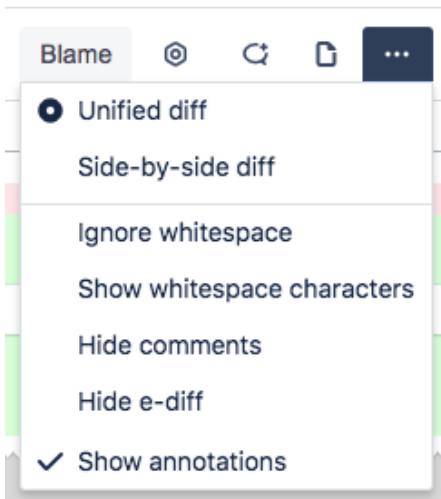 Blame
Unified diff
Side-by-side diff
Ignore whitespace
Show whitespace characters
Hide comments
Hide e-diff
Show annotations